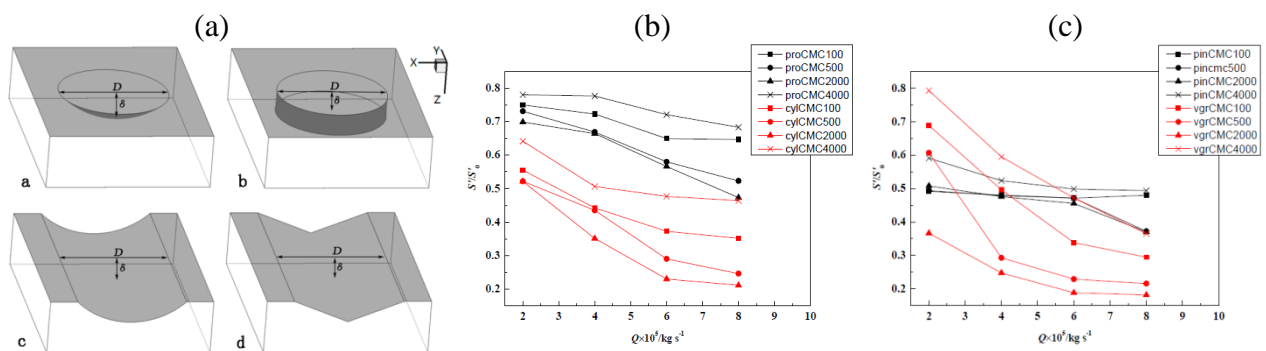 (a)
(b)
(c)
D
δ
a
D
δ
b
X
Y
Z
D
δ
c
D
δ
d
proCMC100
proCMC500
proCMC2000
proCMC4000
cylCMC100
cylCMC500
cylCMC2000
cylCMC4000
0.8
0.7
0.6
0.5
0.4
0.3
0.2
S'/S'₀
2 3 4 5 6 7 8 9 10
Q×10⁵/kg s⁻¹
pinCMC100
pincmc500
pinCMC2000
pinCMC4000
vgrCMC100
vgrCMC500
vgrCMC2000
vgrCMC4000
0.8
0.7
0.6
0.5
0.4
0.3
0.2
S'/S'₀
2 3 4 5 6 7 8 9 10
Q×10⁵/kg s⁻¹